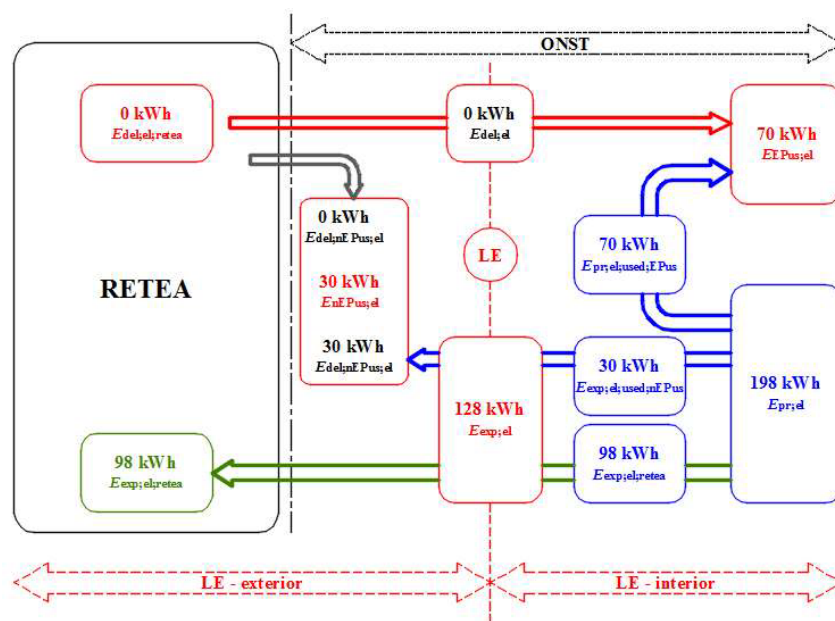 ONST
0 kWh
Edel;el;retea
0 kWh
Edel;el
70 kWh
EEPus;el
0 kWh
Edel;nEPus;el
30 kWh
EnEPus;el
30 kWh
Edel;nEPus;el
RETEA
LE
70 kWh
Epr;el;used;EPus
30 kWh
Eexp;el;used;nEPus
198 kWh
Epr;el
128 kWh
Eexp;el
98 kWh
Eexp;el;retea
98 kWh
Eexp;el;retea
LE - exterior
LE - interior